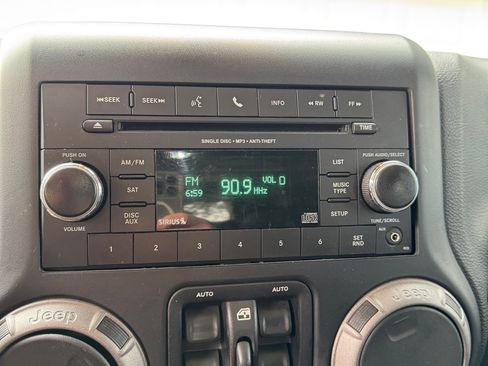 SEEK SEEK INFO RW FF
TIME
SINGLE DISC • MP3 • ANTI-THEFT
PUSH ON AM/FM LIST PUSH AUDIO/SELECT
FM 90.9 VOL 0
6:59 MHz
SAT MUSIC
TYPE
DISC
AUX SETUP
VOLUME SIRIUS TUNE/SCROLL
1 2 3 4 5 6 SET
RND AUX
AUTO AUTO
Jeep Jeep